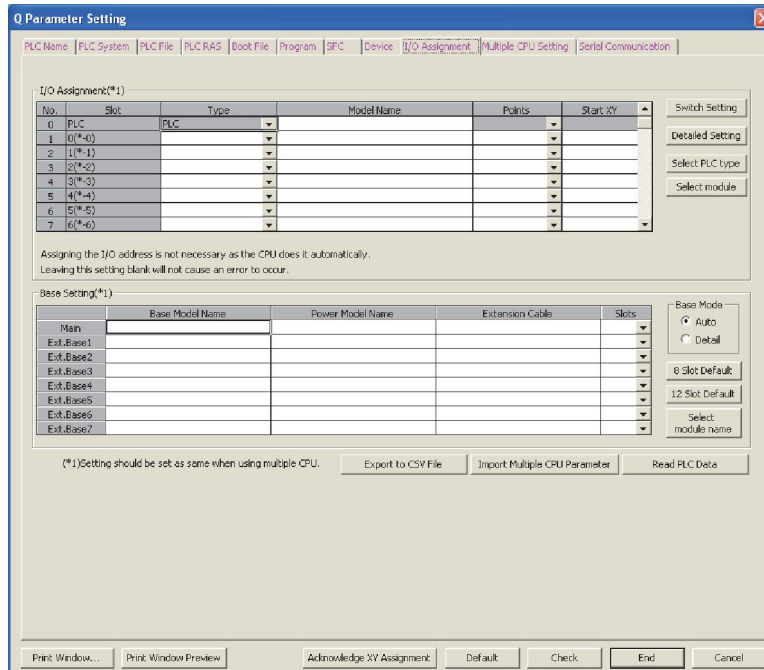 Q Parameter Setting
PLC Name PLC System PLC File PLC RAS Boot File Program SFC Device I/O Assignment Multiple CPU Setting Serial Communication
I/O Assignment(*1)
No. Slot Type Model Name Points Start XY
0 PLC PLC
1 0(*-0)
2 1(*-1)
3 2(*-2)
4 3(*-3)
5 4(*-4)
6 5(*-5)
7 6(*-6)
Switch Setting
Detailed Setting
Select PLC type
Select module
Assigning the I/O address is not necessary as the CPU does it automatically.
Leaving this setting blank will not cause an error to occur.
Base Setting(*1)
Base Model Name Power Model Name Extension Cable Slots
Main
Ext.Base1
Ext.Base2
Ext.Base3
Ext.Base4
Ext.Base5
Ext.Base6
Ext.Base7
Base Mode
Auto
Detail
8 Slot Default
12 Slot Default
Select
module name
(*1)Setting should be set as same when using multiple CPU.
Export to CSV File
Import Multiple CPU Parameter
Read PLC Data
Print Window...
Print Window Preview
Acknowledge XY Assignment
Default
Check
End
Cancel